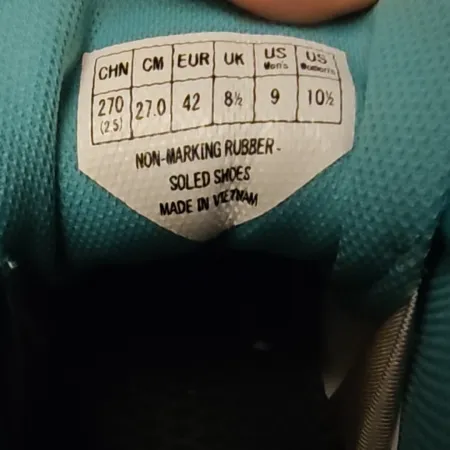 CHN CM EUR UK US Men's US Women's
270 (2.5) 27.0 42 8½ 9 10½
NON-MARKING RUBBER-
SOLED SHOES
MADE IN VIETNAM